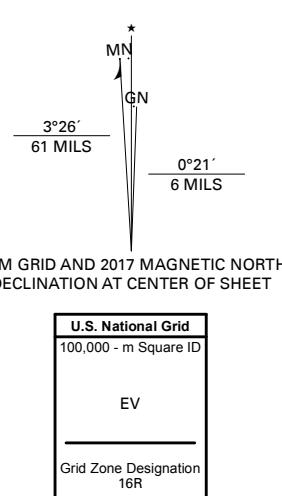 ★
MN
GN
3°26´
61 MILS
0°21´
6 MILS
M GRID AND 2017 MAGNETIC NORTH
DECLINATION AT CENTER OF SHEET
U.S. National Grid
100,000 - m Square ID
EV
Grid Zone Designation
16R